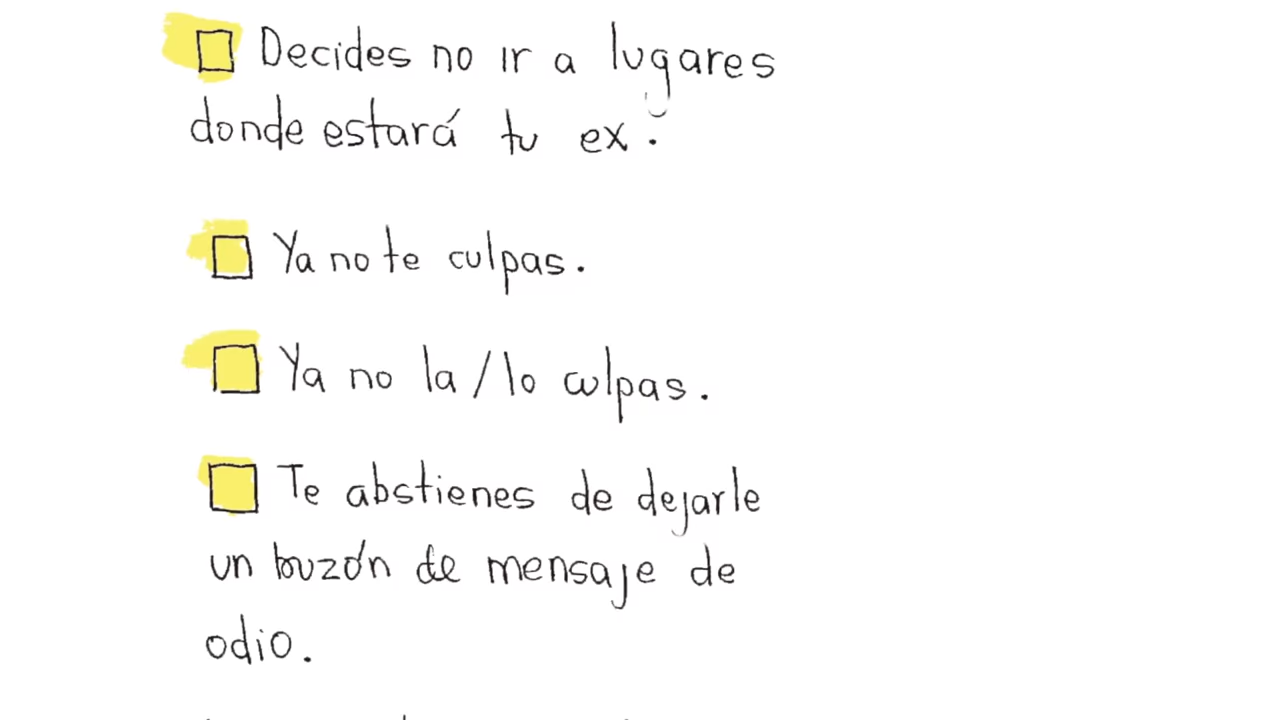 Decides no ir a lugares
donde estará tu ex.
Ya no te culpas.
Ya no la/lo culpas.
Te abstienes de dejarle
un buzón de mensaje de
odio.